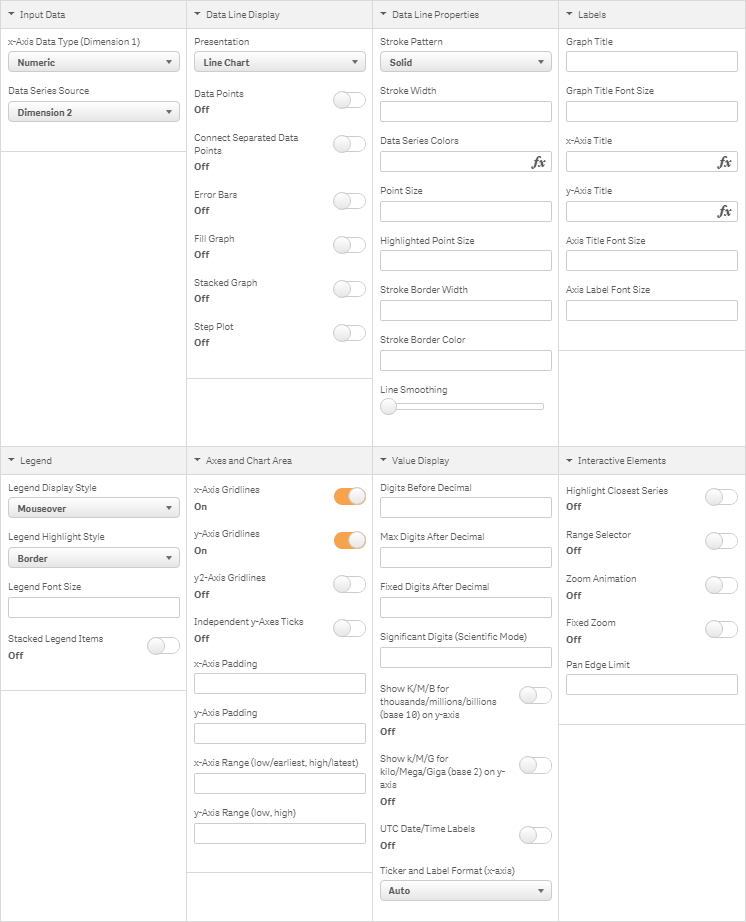 Input Data
x-Axis Data Type (Dimension 1)
Numeric
Data Series Source
Dimension 2
Data Line Display
Presentation
Line Chart
Data Points
Off
Connect Separated Data
Points
Off
Error Bars
Off
Fill Graph
Off
Stacked Graph
Off
Step Plot
Off
Data Line Properties
Stroke Pattern
Solid
Stroke Width
Data Series Colors
fx
Point Size
Highlighted Point Size
Stroke Border Width
Stroke Border Color
Line Smoothing
Labels
Graph Title
Graph Title Font Size
x-Axis Title
fx
y-Axis Title
fx
Axis Title Font Size
Axis Label Font Size
Legend
Legend Display Style
Mouseover
Legend Highlight Style
Border
Legend Font Size
Stacked Legend Items
Off
Axes and Chart Area
x-Axis Gridlines
On
y-Axis Gridlines
On
y2-Axis Gridlines
Off
Independent y-Axes Ticks
Off
x-Axis Padding
y-Axis Padding
x-Axis Range (low/earliest, high/latest)
y-Axis Range (low, high)
Value Display
Digits Before Decimal
Max Digits After Decimal
Fixed Digits After Decimal
Significant Digits (Scientific Mode)
Show K/M/B for
thousands/millions/billions
(base 10) on y-axis
Off
Show k/M/G for
kilo/Mega/Giga (base 2) on y-
axis
Off
UTC Date/Time Labels
Off
Ticker and Label Format (x-axis)
Auto
Interactive Elements
Highlight Closest Series
Off
Range Selector
Off
Zoom Animation
Off
Fixed Zoom
Off
Pan Edge Limit